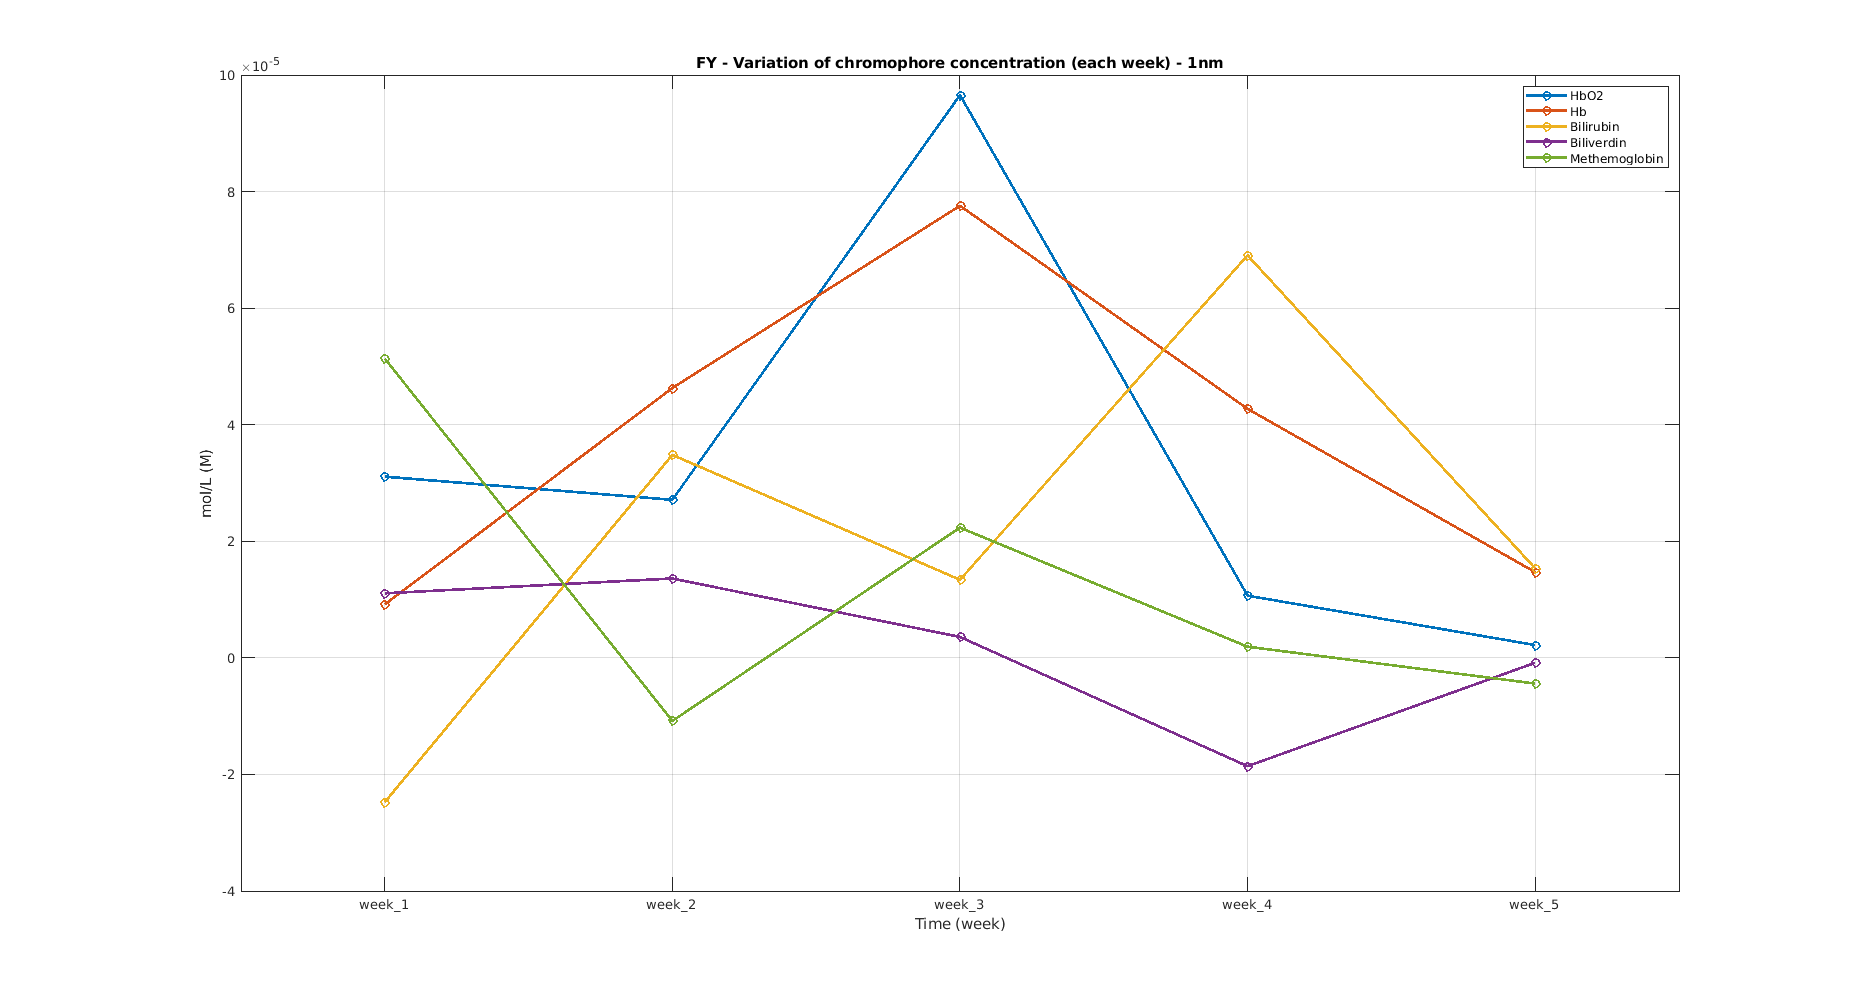 FY - Variation of chromophore concentration (each week) - 1nm
×10-5
10
8
6
4
2
0
-2
-4
mol/L (M)
HbO2
Hb
Bilirubin
Biliverdin
Methemoglobin
week_1 week_2 week_3 week_4 week_5
Time (week)